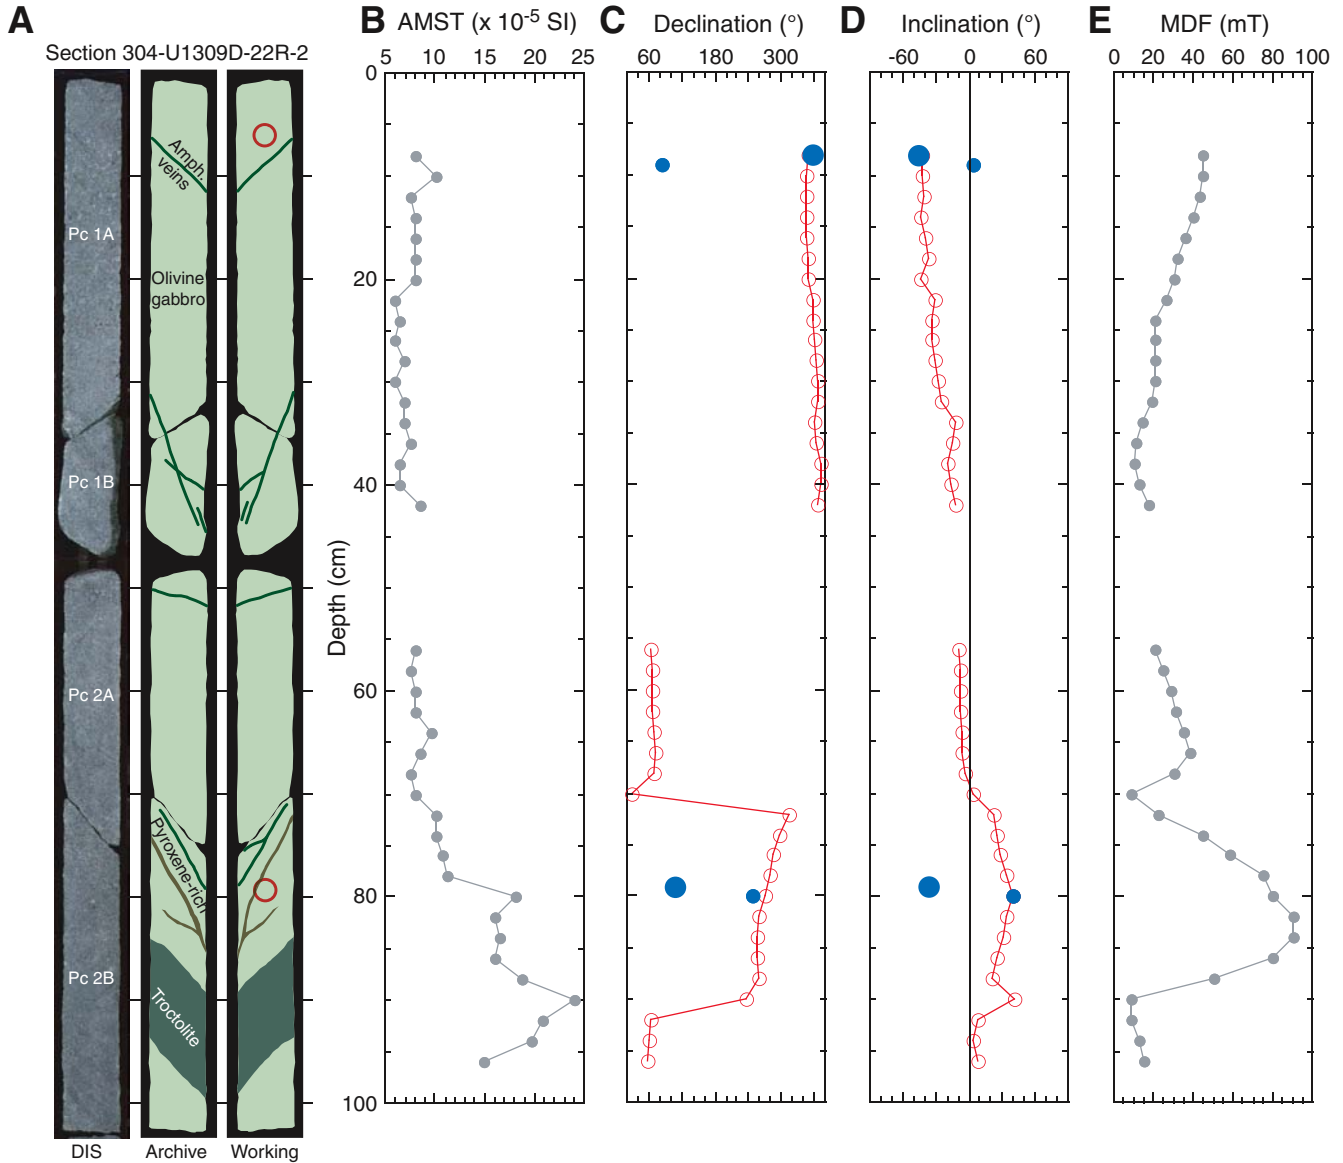 A
Section 304-U1309D-22R-2
Amph.
veins
Pc 1A
Olivine
gabbro
Pc 1B
Pc 2A
Pyroxene-rich
Pc 2B
Troctolite
DIS Archive Working
B
AMST (x 10-5 SI)
5 10 15 20 25
0
20
40
60
80
100
Depth (cm)
C
Declination (°)
60 180 300
D
Inclination (°)
-60 0 60
E
MDF (mT)
0 20 40 60 80 100